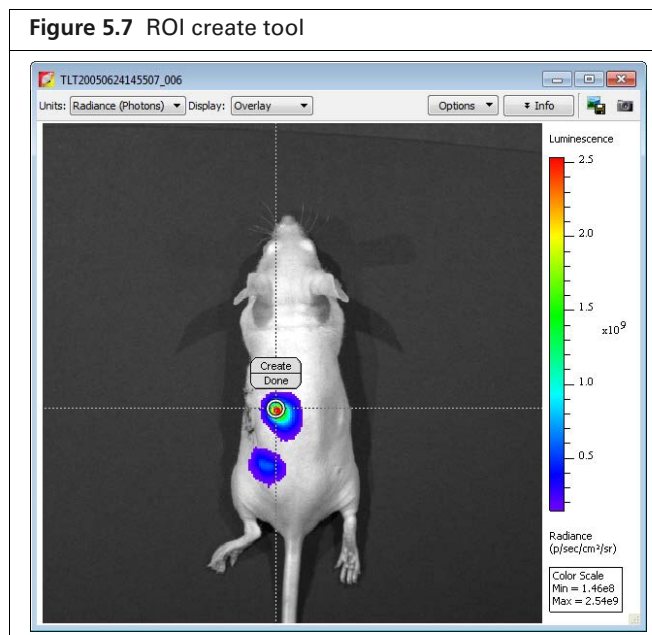 Figure 5.7 ROI create tool
TLT20050624145507_006
Units: Radiance (Photons) Display: Overlay Options Info
Luminescence
2.5
2.0
1.5
x10⁹
1.0
0.5
Create
Done
Radiance
(p/sec/cm²/sr)
Color Scale
Min = 1.46e8
Max = 2.54e9